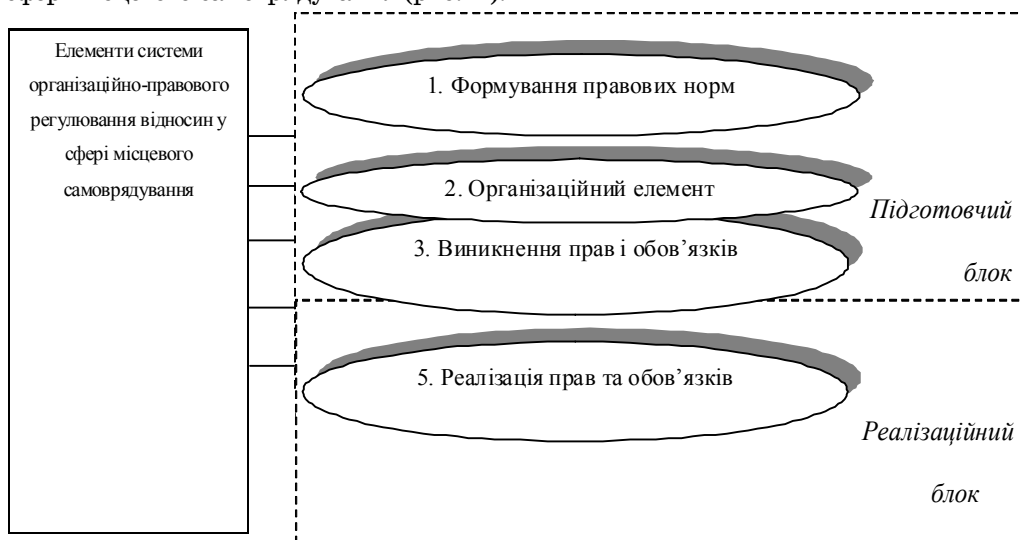 Елементи системи
організаційно-правового
регулювання відносин у
сфері місцевого
самоврядування
1. Формування правових норм
2. Організаційний елемент
3. Виникнення прав і обов’язків
Підготовчий
блок
5. Реалізація прав та обов’язків
Реалізаційний
блок